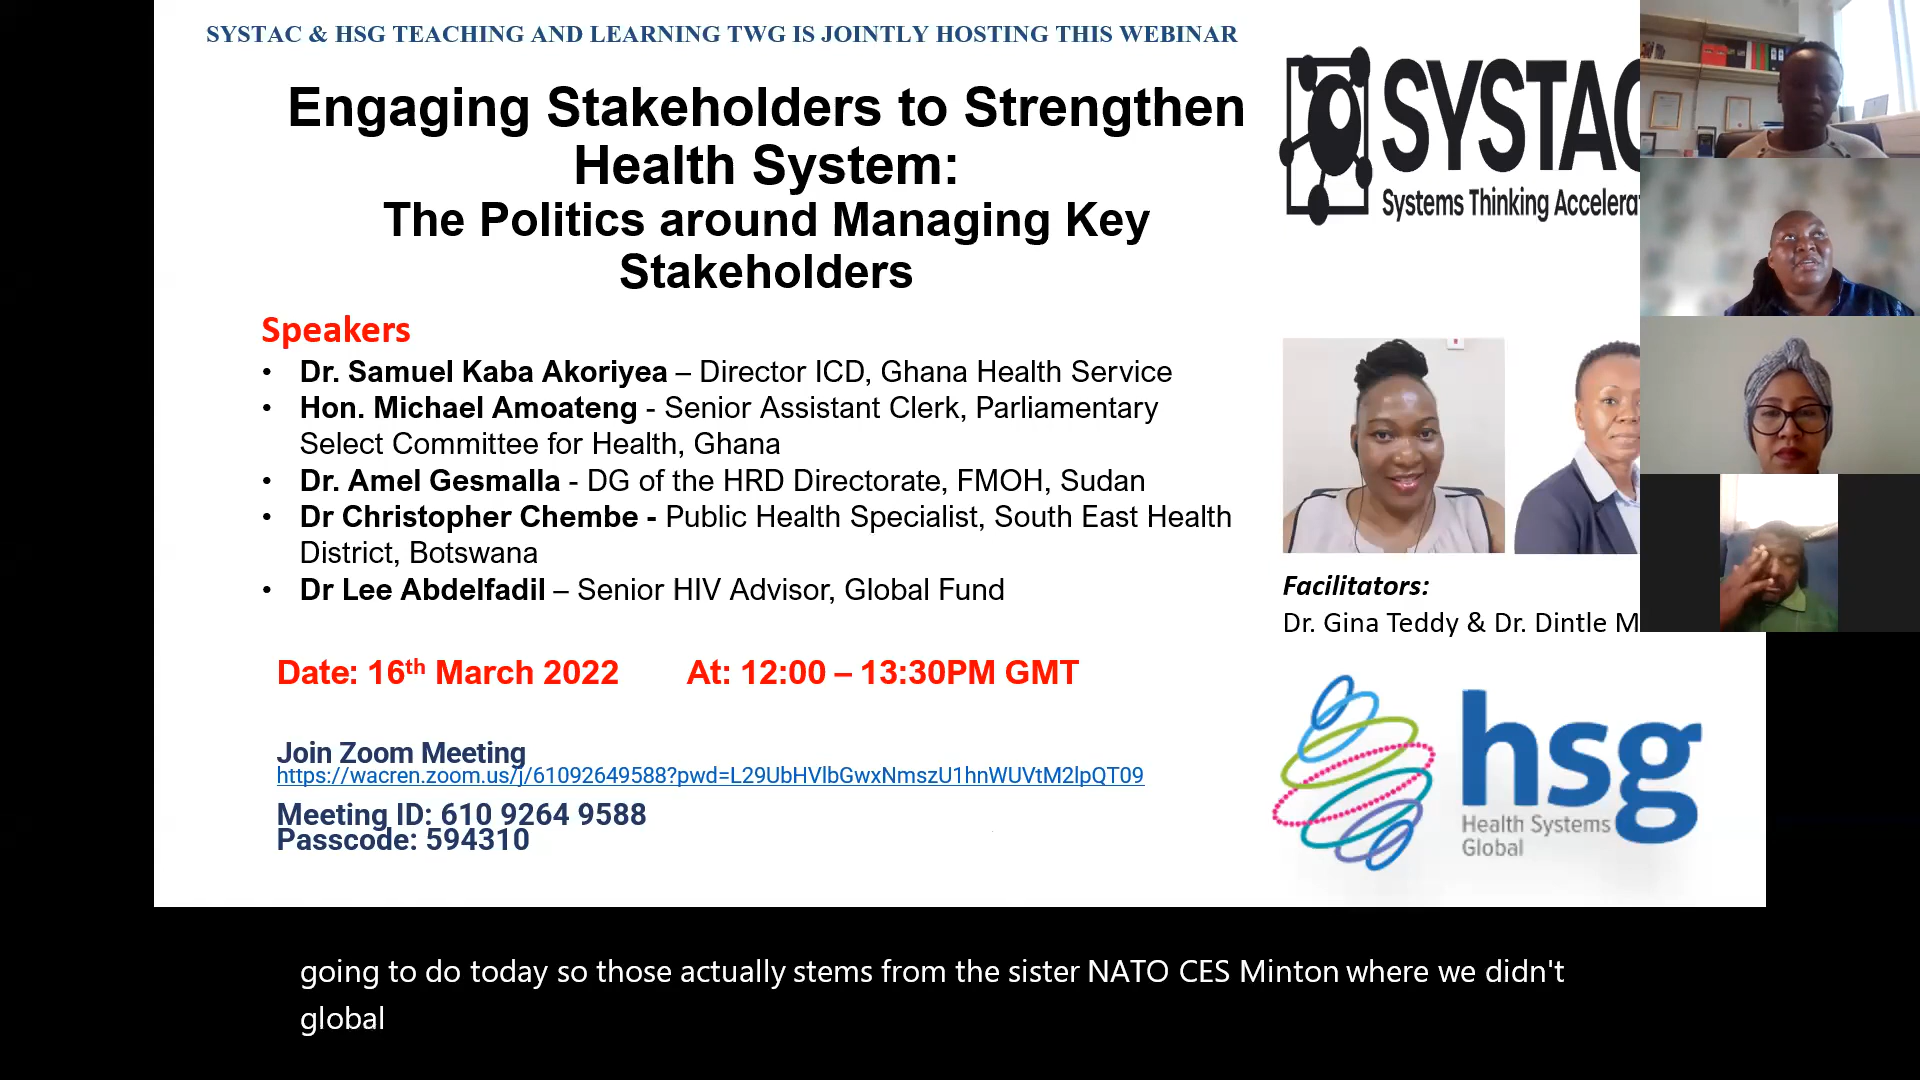 SYSTAC & HSG TEACHING AND LEARNING TWG IS JOINTLY HOSTING THIS WEBINAR
Engaging Stakeholders to Strengthen
Health System:
The Politics around Managing Key
Stakeholders
SYSTAC
Systems Thinking Accelerat
Speakers
• Dr. Samuel Kaba Akoriyea – Director ICD, Ghana Health Service
• Hon. Michael Amoateng - Senior Assistant Clerk, Parliamentary
Select Committee for Health, Ghana
• Dr. Amel Gesmalla - DG of the HRD Directorate, FMOH, Sudan
• Dr Christopher Chembe - Public Health Specialist, South East Health
District, Botswana
• Dr Lee Abdelfadil – Senior HIV Advisor, Global Fund
Facilitators:
Dr. Gina Teddy & Dr. Dintle M
Date: 16th March 2022 At: 12:00 – 13:30PM GMT
Join Zoom Meeting
https://wacren.zoom.us/j/61092649588?pwd=L29UbHVlbGwxNmszU1hnWUVtM2lpQT09
Meeting ID: 610 9264 9588
Passcode: 594310
hsg
Health Systems
Global
going to do today so those actually stems from the sister NATO CES Minton where we didn't
global